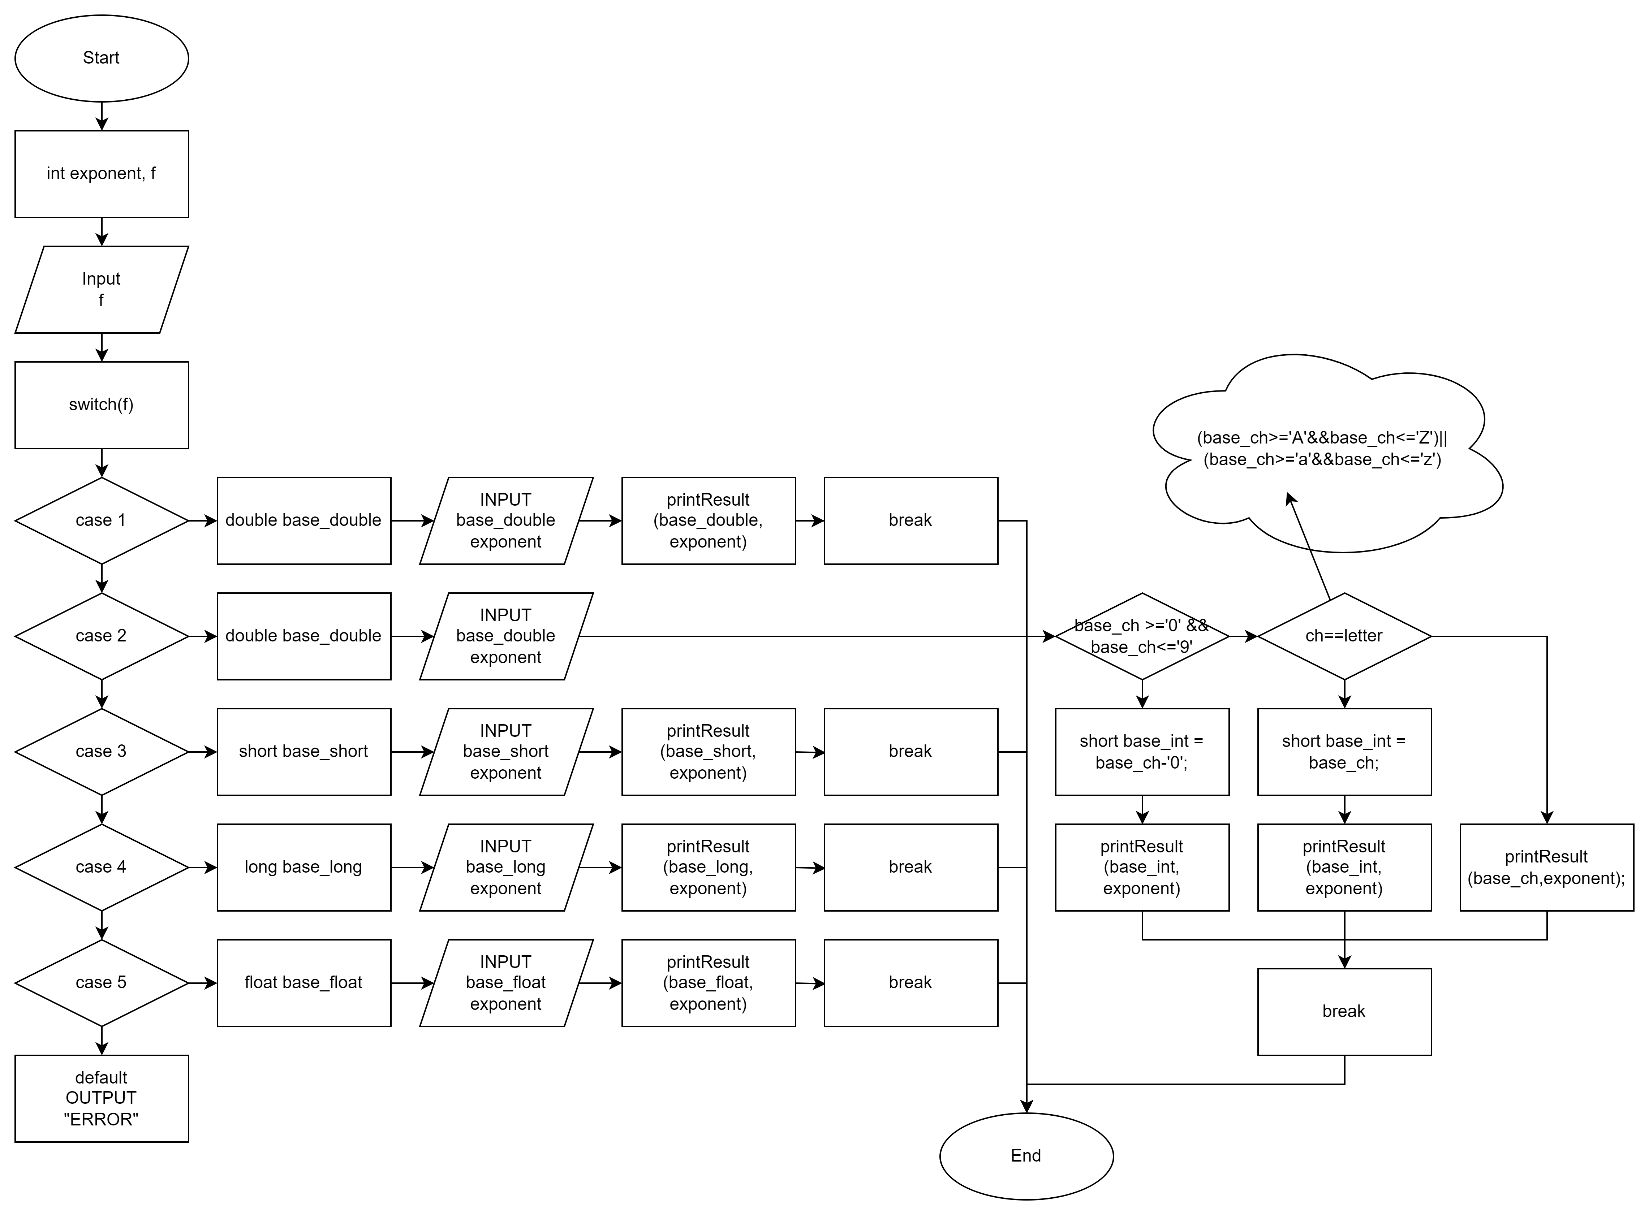 Start
int exponent, f
Input
f
switch(f)
(base_ch>='A'&&base_ch<='Z')||
(base_ch>='a'&&base_ch<='z')
case 1
double base_double
INPUT
base_double
exponent
printResult
(base_double,
exponent)
break
case 2
double base_double
INPUT
base_double
exponent
base_ch >='0' &&
base_ch<='9'
ch==letter
case 3
short base_short
INPUT
base_short
exponent
printResult
(base_short,
exponent)
break
short base_int =
base_ch-'0';
short base_int =
base_ch;
case 4
long base_long
INPUT
base_long
exponent
printResult
(base_long,
exponent)
break
printResult
(base_int,
exponent)
printResult
(base_int,
exponent)
printResult
(base_ch,exponent);
case 5
float base_float
INPUT
base_float
exponent
printResult
(base_float,
exponent)
break
break
default
OUTPUT
"ERROR"
End